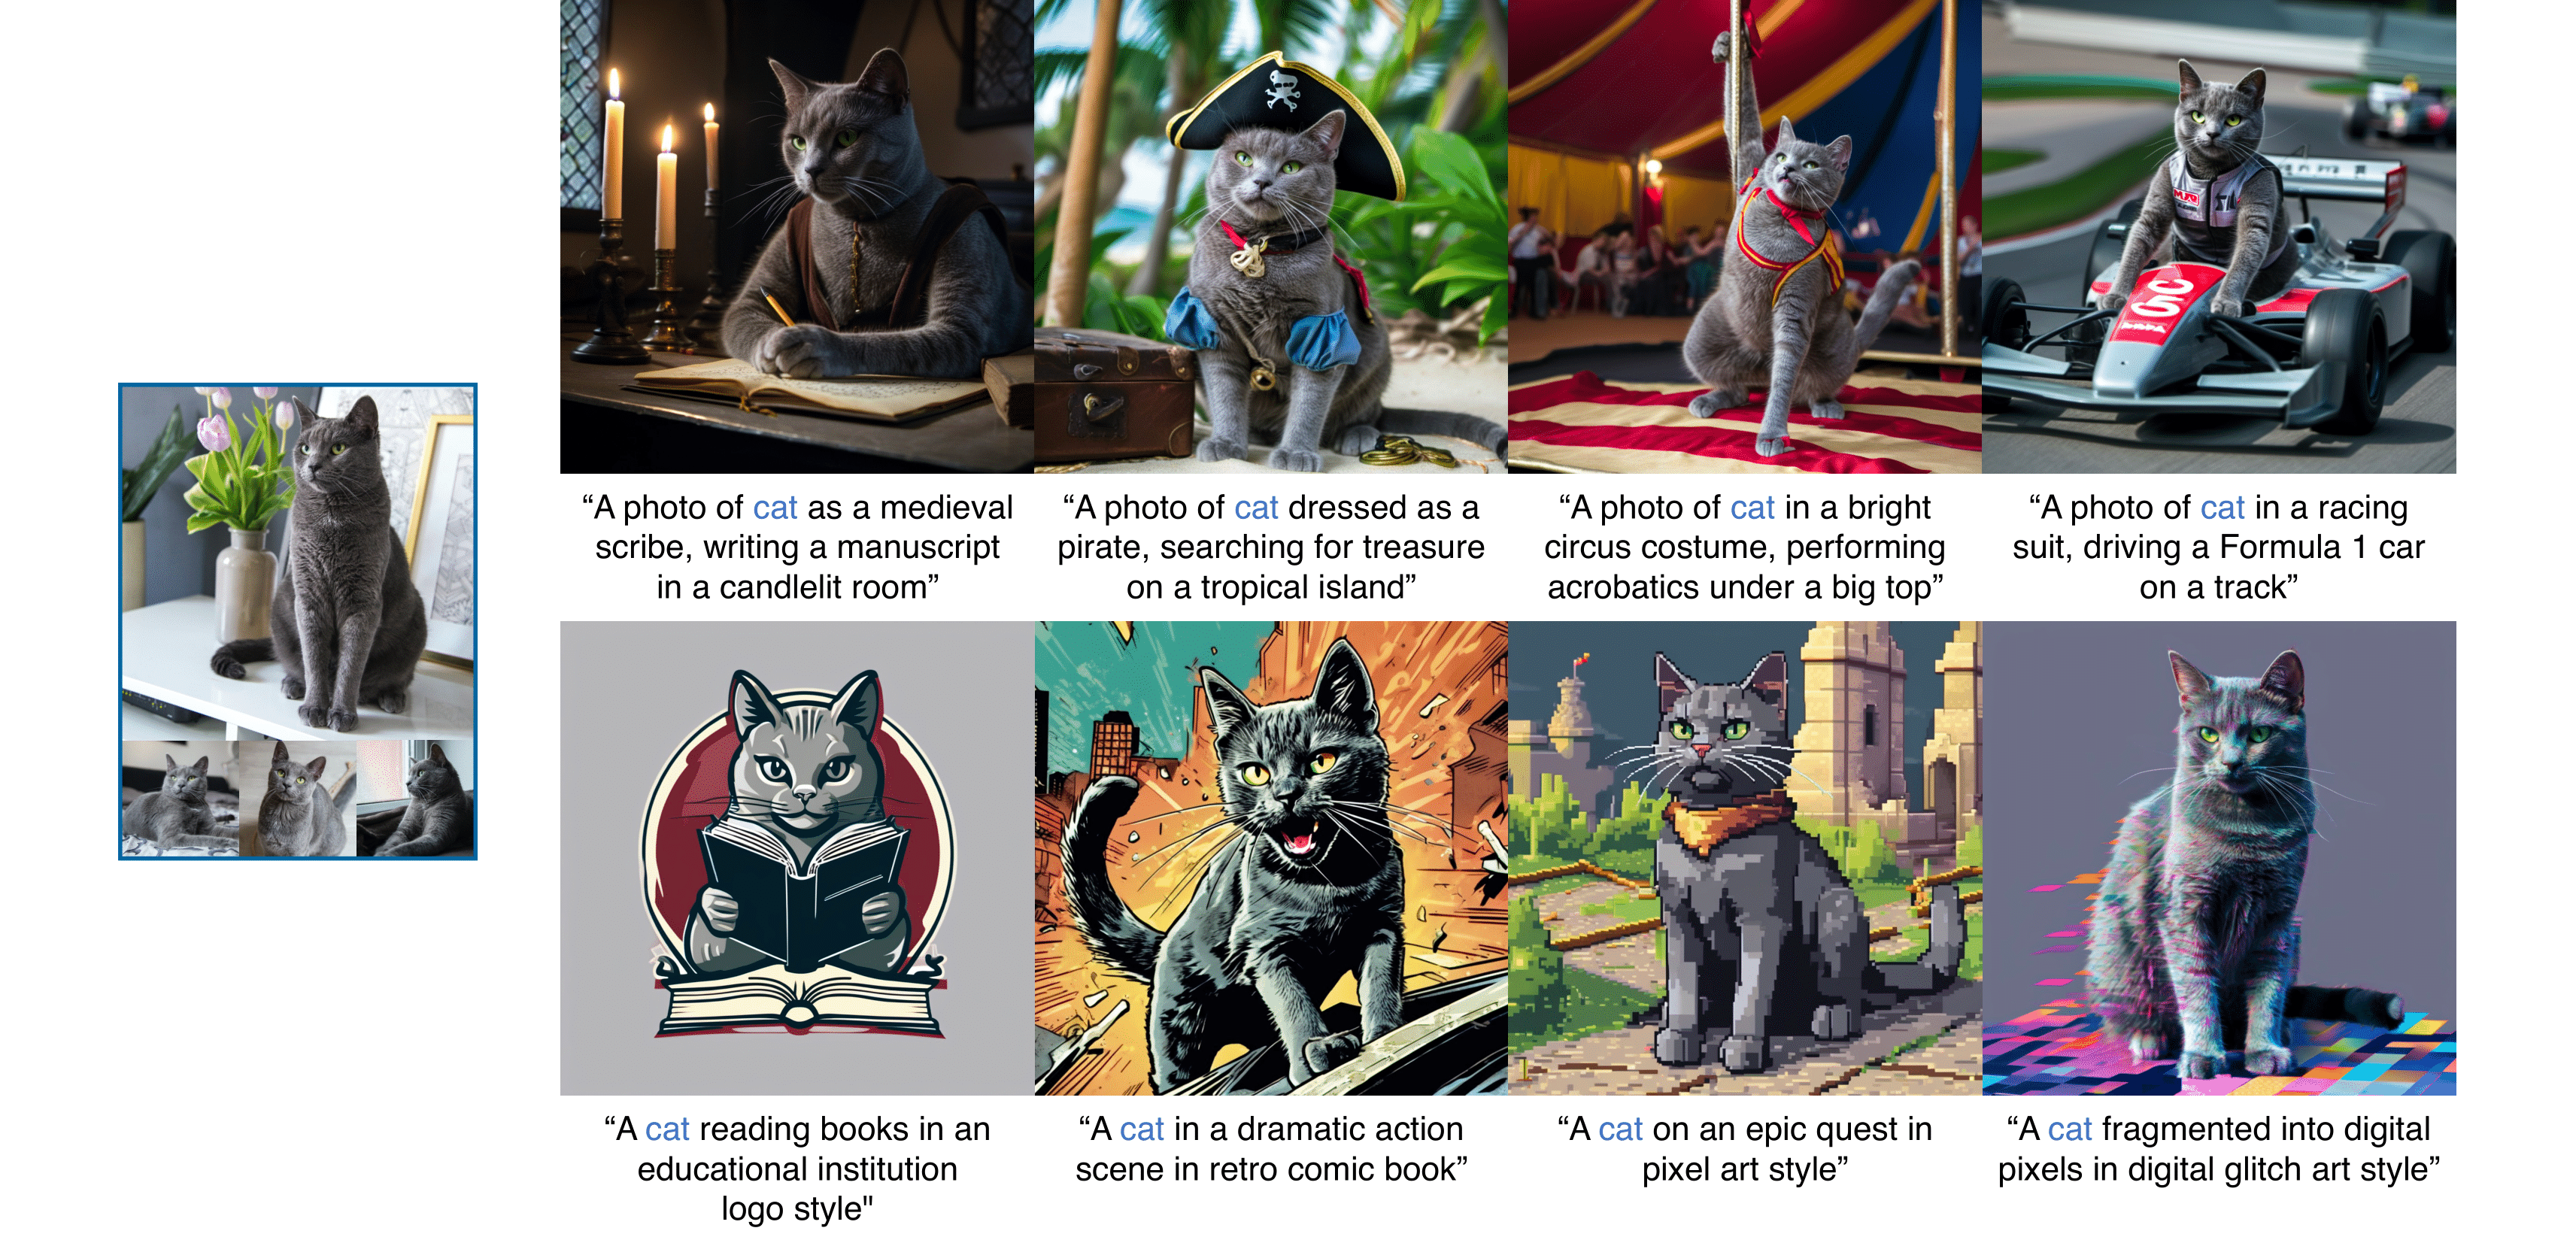 “A photo of cat as a medieval
scribe, writing a manuscript
in a candlelit room”
“A photo of cat dressed as a
pirate, searching for treasure
on a tropical island”
“A photo of cat in a bright
circus costume, performing
acrobatics under a big top”
“A photo of cat in a racing
suit, driving a Formula 1 car
on a track”
“A cat reading books in an
educational institution
logo style"
“A cat in a dramatic action
scene in retro comic book”
“A cat on an epic quest in
pixel art style”
“A cat fragmented into digital
pixels in digital glitch art style”